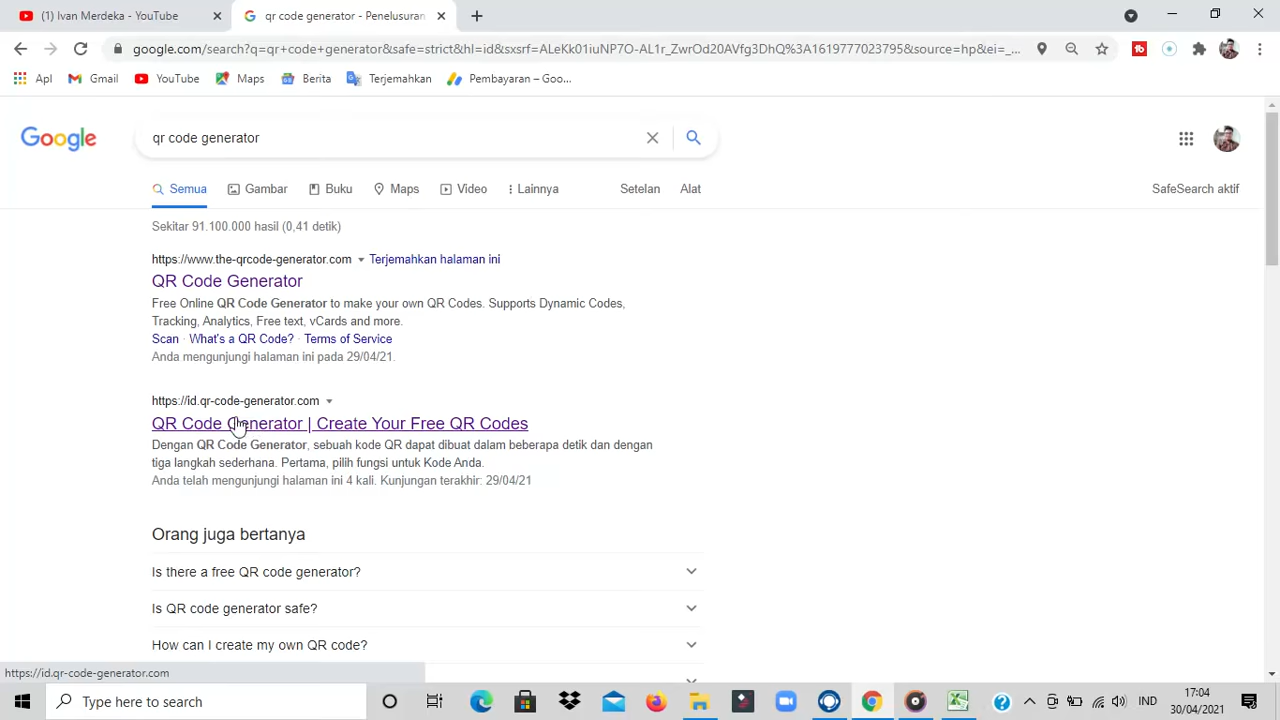 (1) Ivan Merdeka - YouTube
qr code generator - Penelusuran
google.com/search?q=qr+code+generator&safe=strict&hl=id&sxsrf=ALeKk01iuNP7O-AL1r_ZwrOd20AVfg3DhQ%3A1619777023795&source=hp&ei=_...
Apl Gmail YouTube Maps Berita Terjemahkan Pembayaran – Goo...
Google
qr code generator
Semua Gambar Buku Maps Video Lainnya Setelan Alat SafeSearch aktif
Sekitar 91.100.000 hasil (0,41 detik)
https://www.the-qrcode-generator.com Terjemahkan halaman ini
QR Code Generator
Free Online QR Code Generator to make your own QR Codes. Supports Dynamic Codes,
Tracking, Analytics, Free text, vCards and more.
Scan · What's a QR Code? · Terms of Service
Anda mengunjungi halaman ini pada 29/04/21.
https://id.qr-code-generator.com
QR Code Generator | Create Your Free QR Codes
Dengan QR Code Generator, sebuah kode QR dapat dibuat dalam beberapa detik dan dengan
tiga langkah sederhana. Pertama, pilih fungsi untuk Kode Anda.
Anda telah mengunjungi halaman ini 4 kali. Kunjungan terakhir: 29/04/21
Orang juga bertanya
Is there a free QR code generator?
Is QR code generator safe?
How can I create my own QR code?
https://id.qr-code-generator.com
Type here to search
IND
17:04
30/04/2021